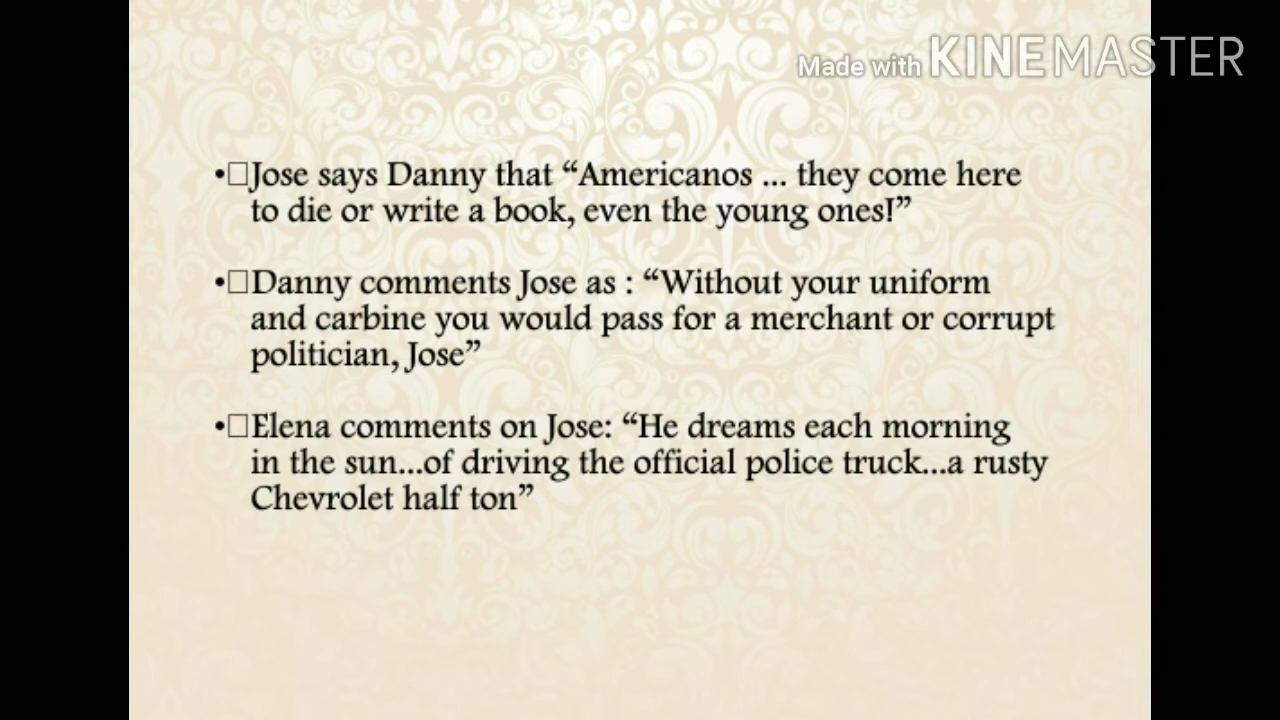 Made with KINEMASTER
•□Jose says Danny that “Americanos ... they come here
to die or write a book, even the young ones!”
•□Danny comments Jose as : “Without your uniform
and carbine you would pass for a merchant or corrupt
politician, Jose”
•□Elena comments on Jose: “He dreams each morning
in the sun...of driving the official police truck...a rusty
Chevrolet half ton”